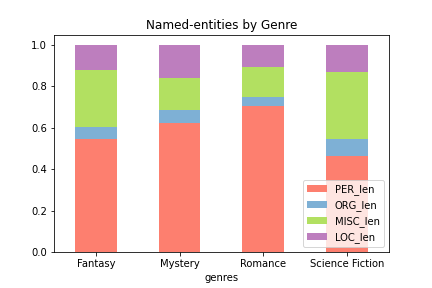 Named-entities by Genre
1.0
0.8
0.6
0.4
0.2
0.0
PER_len
ORG_len
MISC_len
LOC_len
Fantasy Mystery Romance Science Fiction
genres